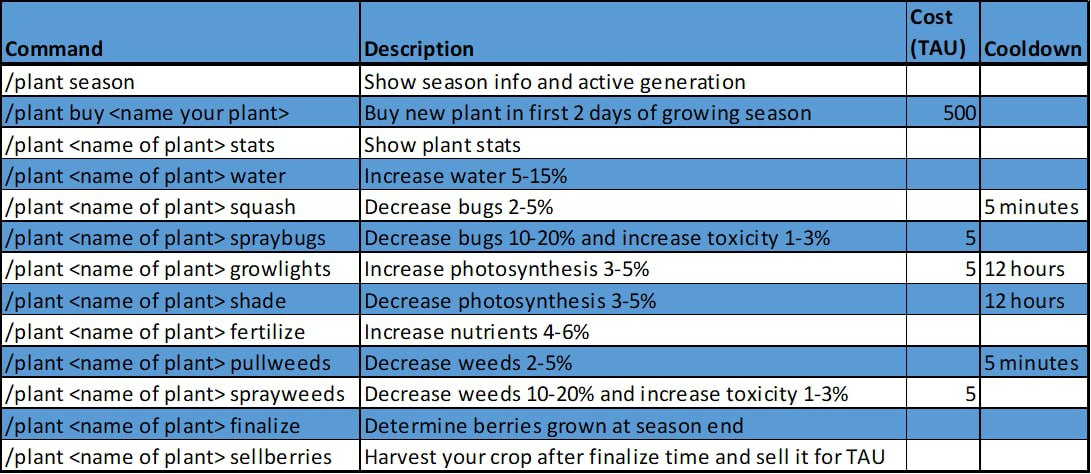 Command Description Cost (TAU) Cooldown
/plant season Show season info and active generation
/plant buy <name your plant> Buy new plant in first 2 days of growing season 500
/plant <name of plant> stats Show plant stats
/plant <name of plant> water Increase water 5-15%
/plant <name of plant> squash Decrease bugs 2-5% 5 minutes
/plant <name of plant> spraybugs Decrease bugs 10-20% and increase toxicity 1-3% 5
/plant <name of plant> growlights Increase photosynthesis 3-5% 5 12 hours
/plant <name of plant> shade Decrease photosynthesis 3-5% 12 hours
/plant <name of plant> fertilize Increase nutrients 4-6%
/plant <name of plant> pullweeds Decrease weeds 2-5% 5 minutes
/plant <name of plant> sprayweeds Decrease weeds 10-20% and increase toxicity 1-3% 5
/plant <name of plant> finalize Determine berries grown at season end
/plant <name of plant> sellberries Harvest your crop after finalize time and sell it for TAU